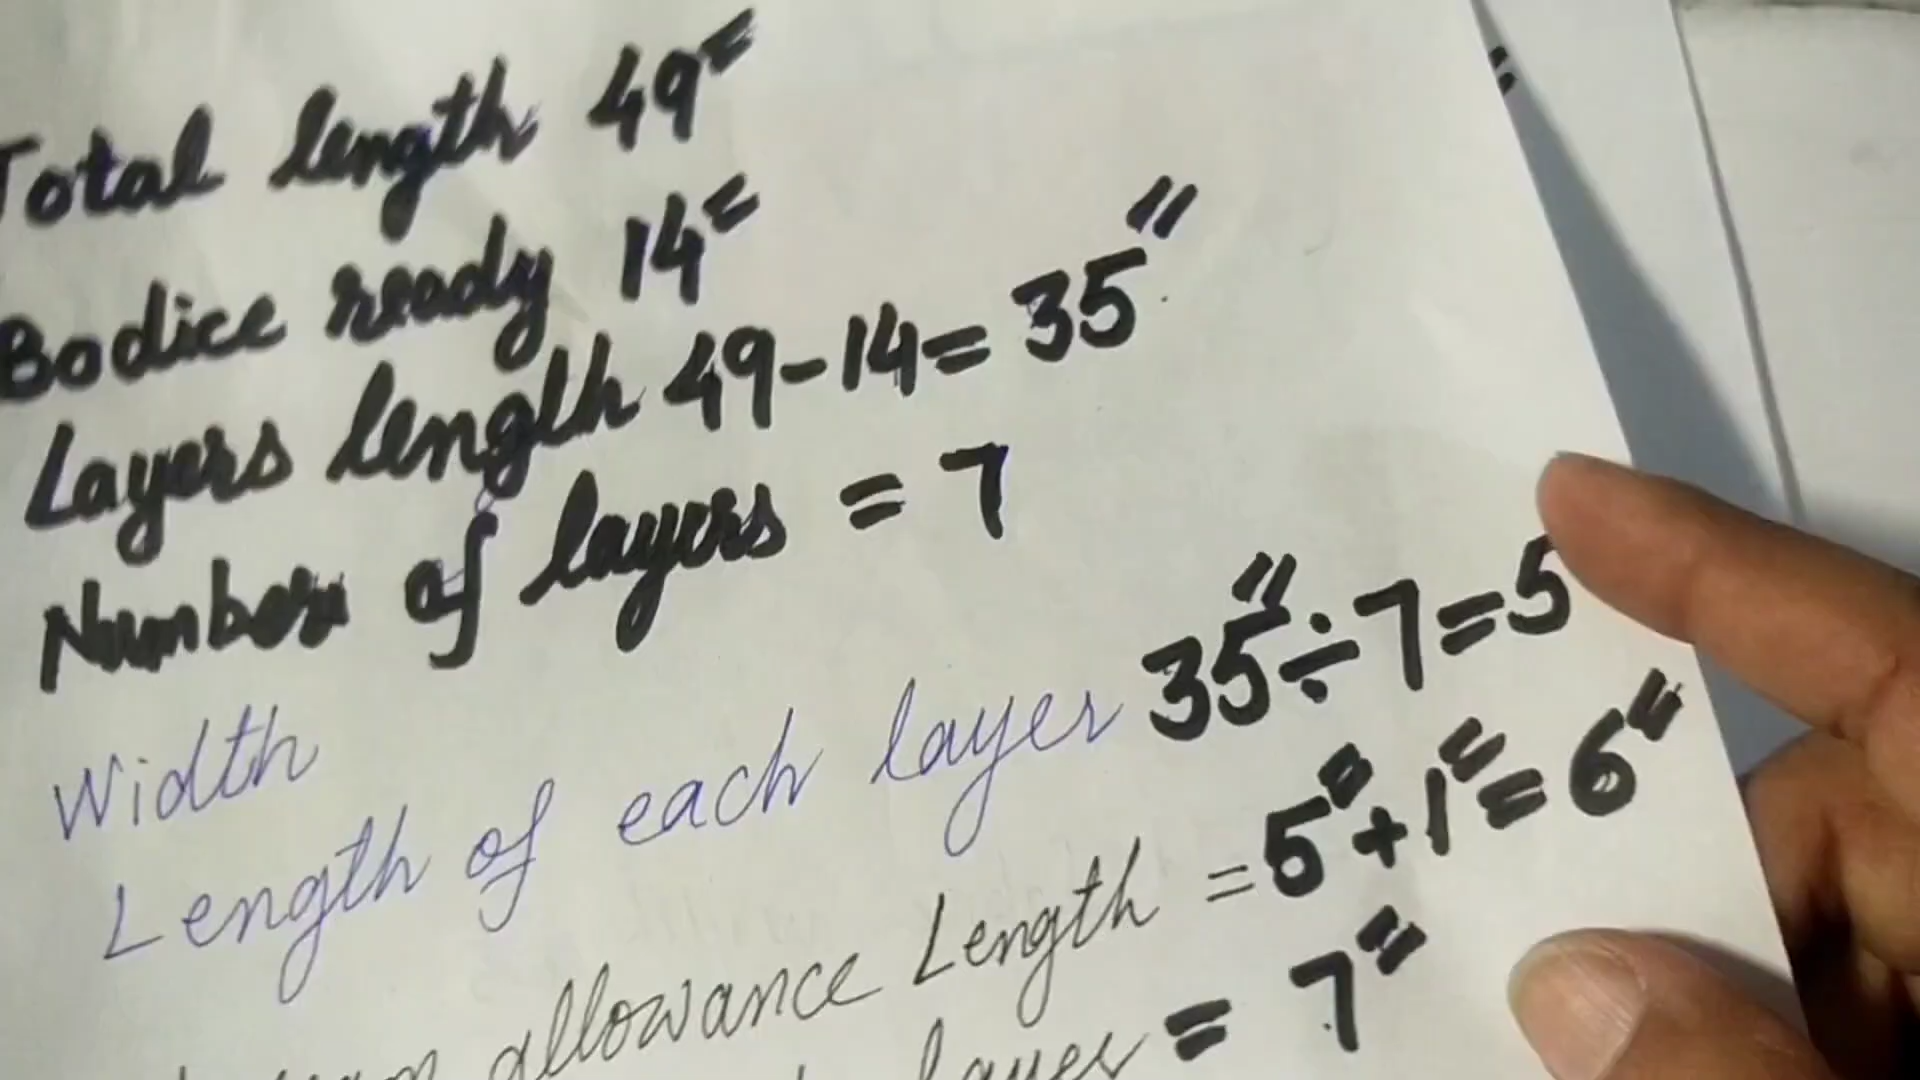 Total length 49"
Bodice ready 14"
Layers length 49-14= 35"
Number of layers = 7
Width
Length of each layer 35"÷7=5
allowance Length =5"+1"=6"
layer = 7"